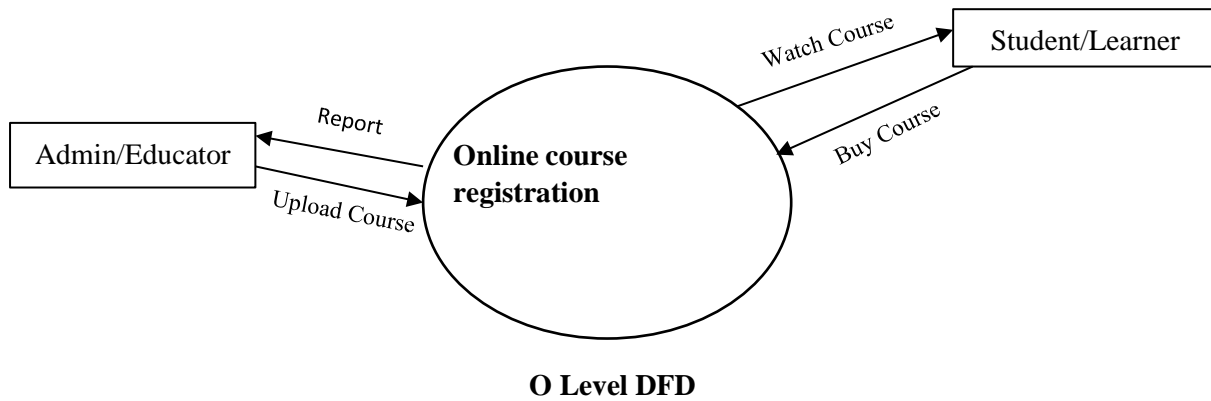 Watch Course
Student/Learner
Report
Buy Course
Admin/Educator
Online course
registration
Upload Course
O Level DFD